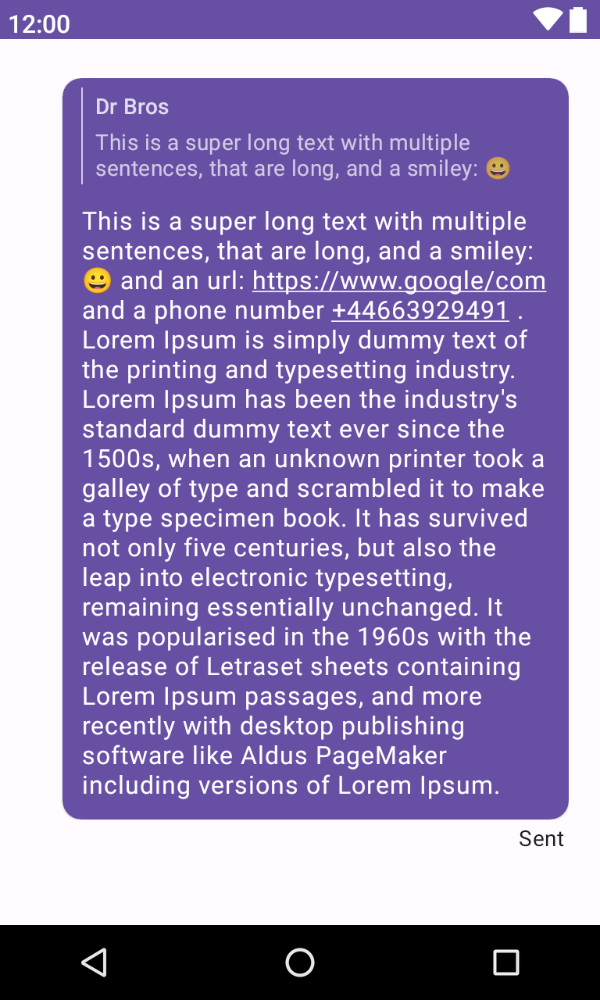 12:00
Dr Bros
This is a super long text with multiple
sentences, that are long, and a smiley: 😀
This is a super long text with multiple
sentences, that are long, and a smiley:
😀 and an url: https://www.google/com
and a phone number +44663929491 .
Lorem Ipsum is simply dummy text of
the printing and typesetting industry.
Lorem Ipsum has been the industry's
standard dummy text ever since the
1500s, when an unknown printer took a
galley of type and scrambled it to make
a type specimen book. It has survived
not only five centuries, but also the
leap into electronic typesetting,
remaining essentially unchanged. It
was popularised in the 1960s with the
release of Letraset sheets containing
Lorem Ipsum passages, and more
recently with desktop publishing
software like Aldus PageMaker
including versions of Lorem Ipsum.
Sent